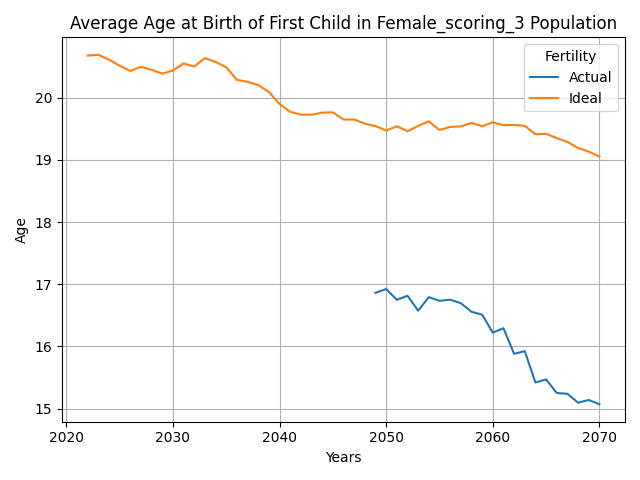 Average Age at Birth of First Child in Female_scoring_3 Population
Fertility
Actual
Ideal
Age
20
19
18
17
16
15
2020 2030 2040 2050 2060 2070
Years